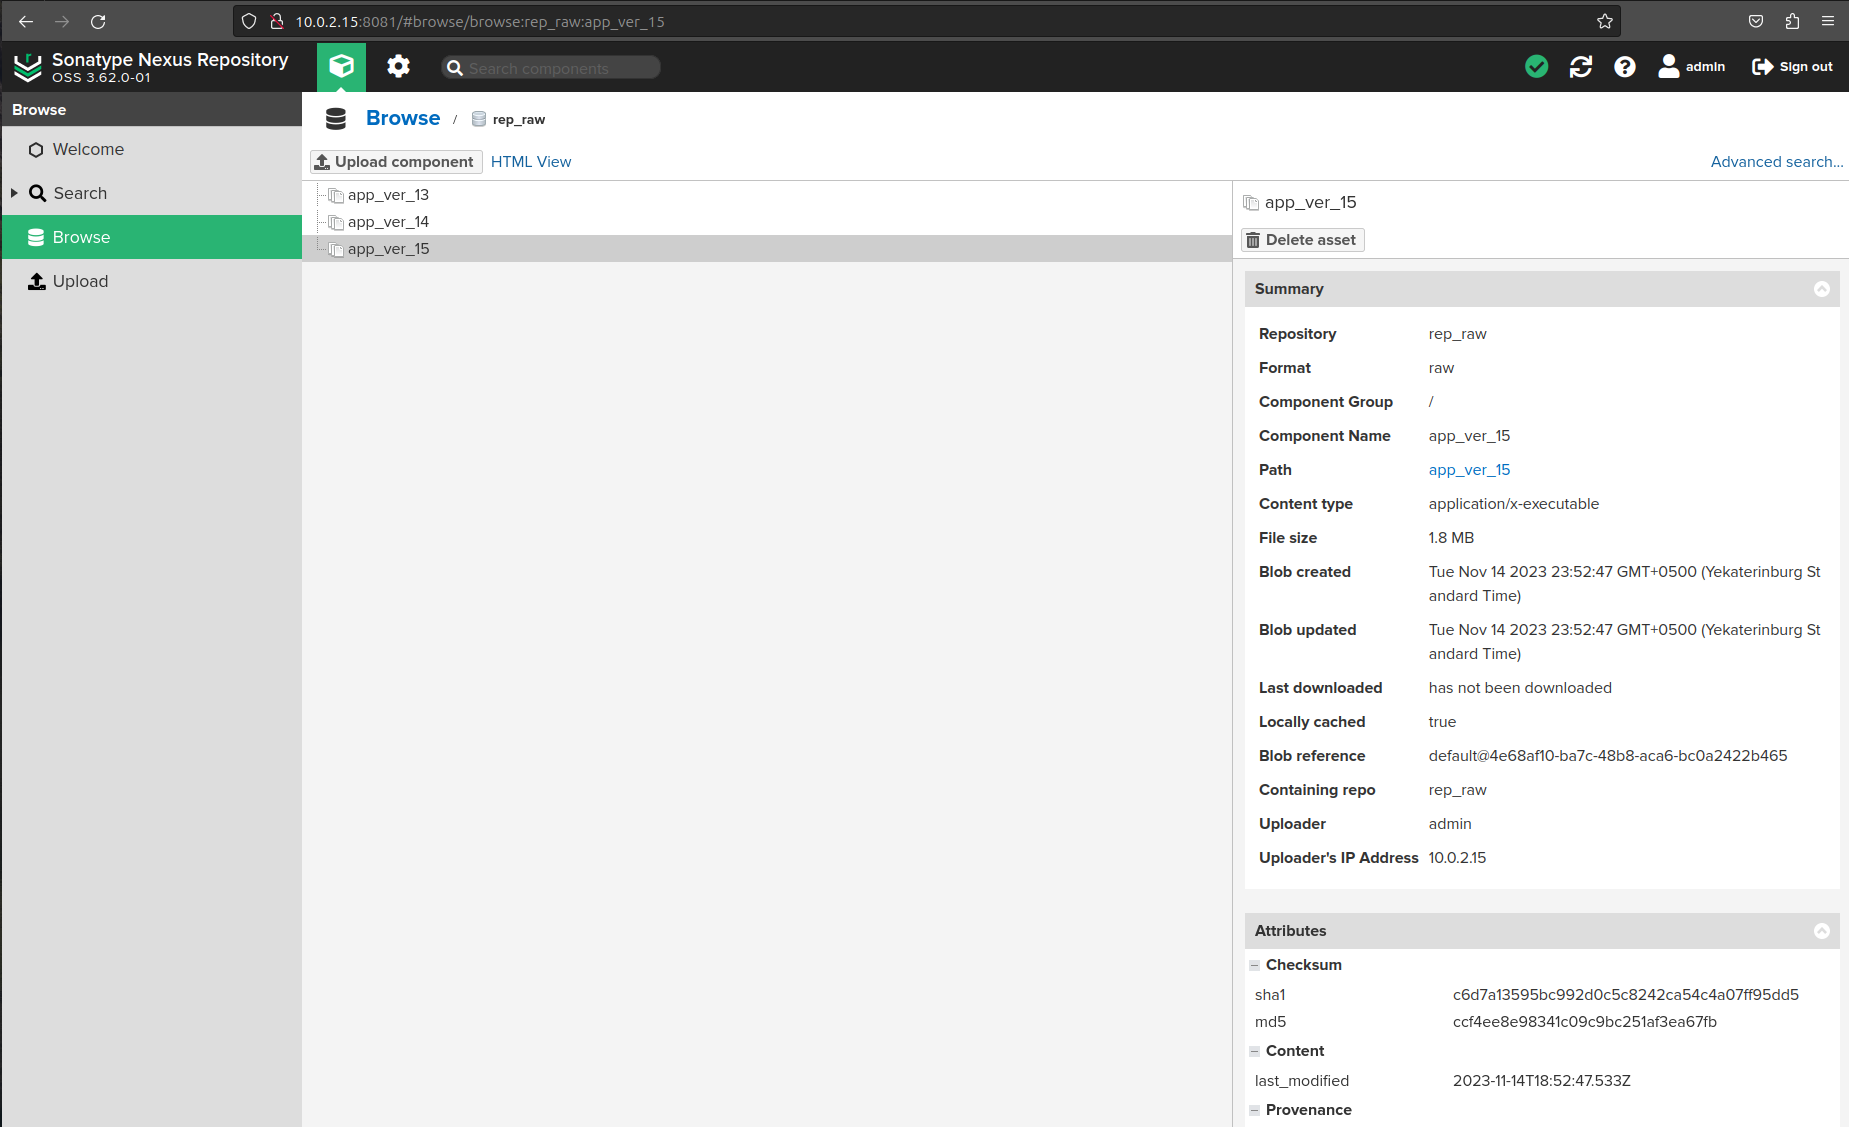 10.0.2.15:8081/#browse/browse:rep_raw:app_ver_15
Sonatype Nexus Repository
OSS 3.62.0-01
Search components
admin
Sign out
Browse
Welcome
Search
Browse
Upload
Browse / rep_raw
Upload component
HTML View
Advanced search...
app_ver_13
app_ver_14
app_ver_15
app_ver_15
Delete asset
Summary
Repository rep_raw
Format raw
Component Group /
Component Name app_ver_15
Path app_ver_15
Content type application/x-executable
File size 1.8 MB
Blob created Tue Nov 14 2023 23:52:47 GMT+0500 (Yekaterinburg St
andard Time)
Blob updated Tue Nov 14 2023 23:52:47 GMT+0500 (Yekaterinburg St
andard Time)
Last downloaded has not been downloaded
Locally cached true
Blob reference default@4e68af10-ba7c-48b8-aca6-bc0a2422b465
Containing repo rep_raw
Uploader admin
Uploader's IP Address 10.0.2.15
Attributes
Checksum
sha1 c6d7a13595bc992d0c5c8242ca54c4a07ff95dd5
md5 ccf4ee8e98341c09c9bc251af3ea67fb
Content
last_modified 2023-11-14T18:52:47.533Z
Provenance